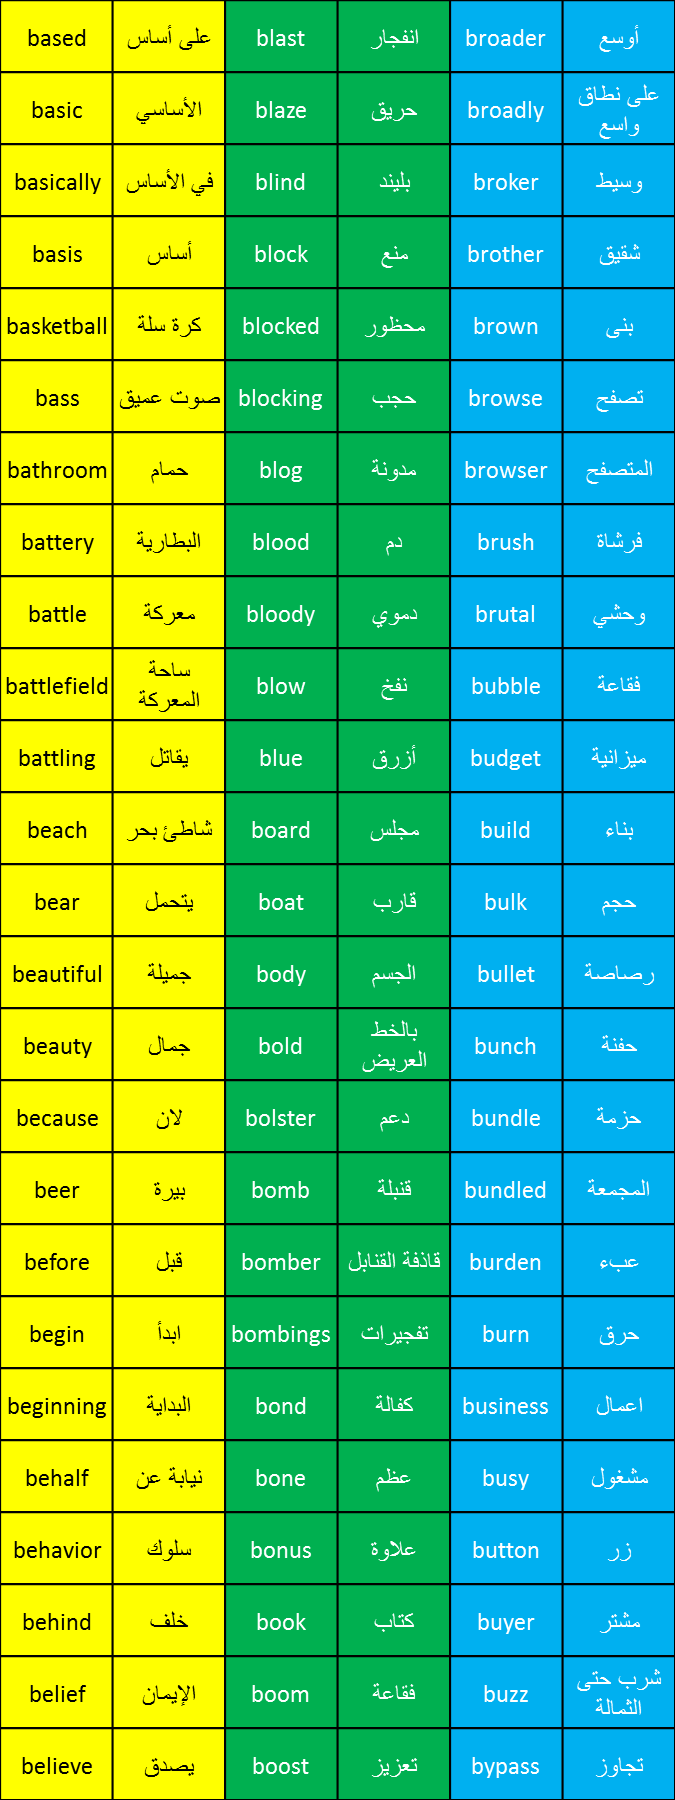 based على أساس blast انفجار broader أوسع
basic الأساسي blaze حريق broadly على نطاق
واسع
basically في الأساس blind بليند broker وسيط
basis أساس block منع brother شقيق
basketball كرة سلة blocked محظور brown بنى
bass صوت عميق blocking حجب browse تصفح
bathroom حمام blog مدونة browser المتصفح
battery البطارية blood دم brush فرشاة
battle معركة bloody دموي brutal وحشي
battlefield ساحة
المعركة blow نفخ bubble فقاعة
battling يقاتل blue أزرق budget ميزانية
beach شاطئ بحر board مجلس build بناء
bear يتحمل boat قارب bulk حجم
beautiful جميلة body الجسم bullet رصاصة
beauty جمال bold بالخط
العريض bunch حفنة
because لان bolster دعم bundle حزمة
beer بيرة bomb قنبلة bundled المجمعة
before قبل bomber قاذفة القنابل burden عبء
begin ابدأ bombings تفجيرات burn حرق
beginning البداية bond كفالة business اعمال
behalf نيابة عن bone عظم busy مشغول
behavior سلوك bonus علاوة button زر
behind خلف book كتاب buyer مشتر
belief الإيمان boom فقاعة buzz شرب حتى
الثمالة
believe يصدق boost تعزيز bypass تجاوز